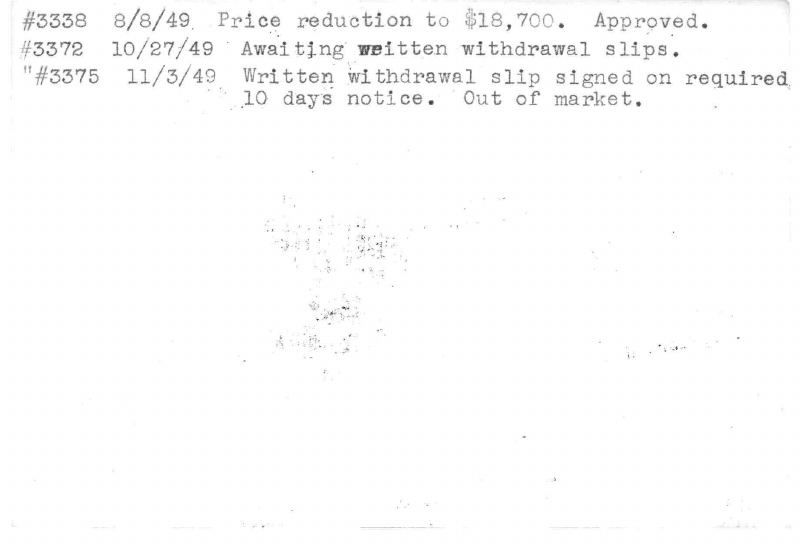 #3338 8/8/49 Price reduction to $18,700. Approved.
#3372 10/27/49 Awaiting written withdrawal slips.
"#3375 11/3/49 Written withdrawal slip signed on required
10 days notice. Out of market.